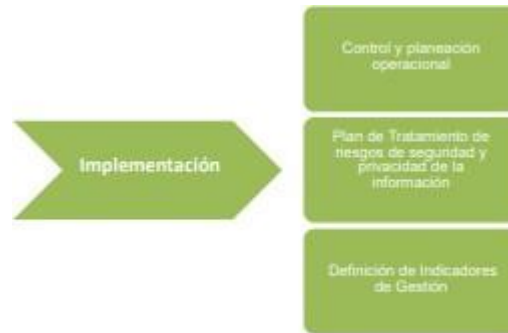 Implementación
Control y planeación
operacional
Plan de Tratamiento de
riesgos de seguridad y
privacidad de la
información
Definición de Indicadores
de Gestión